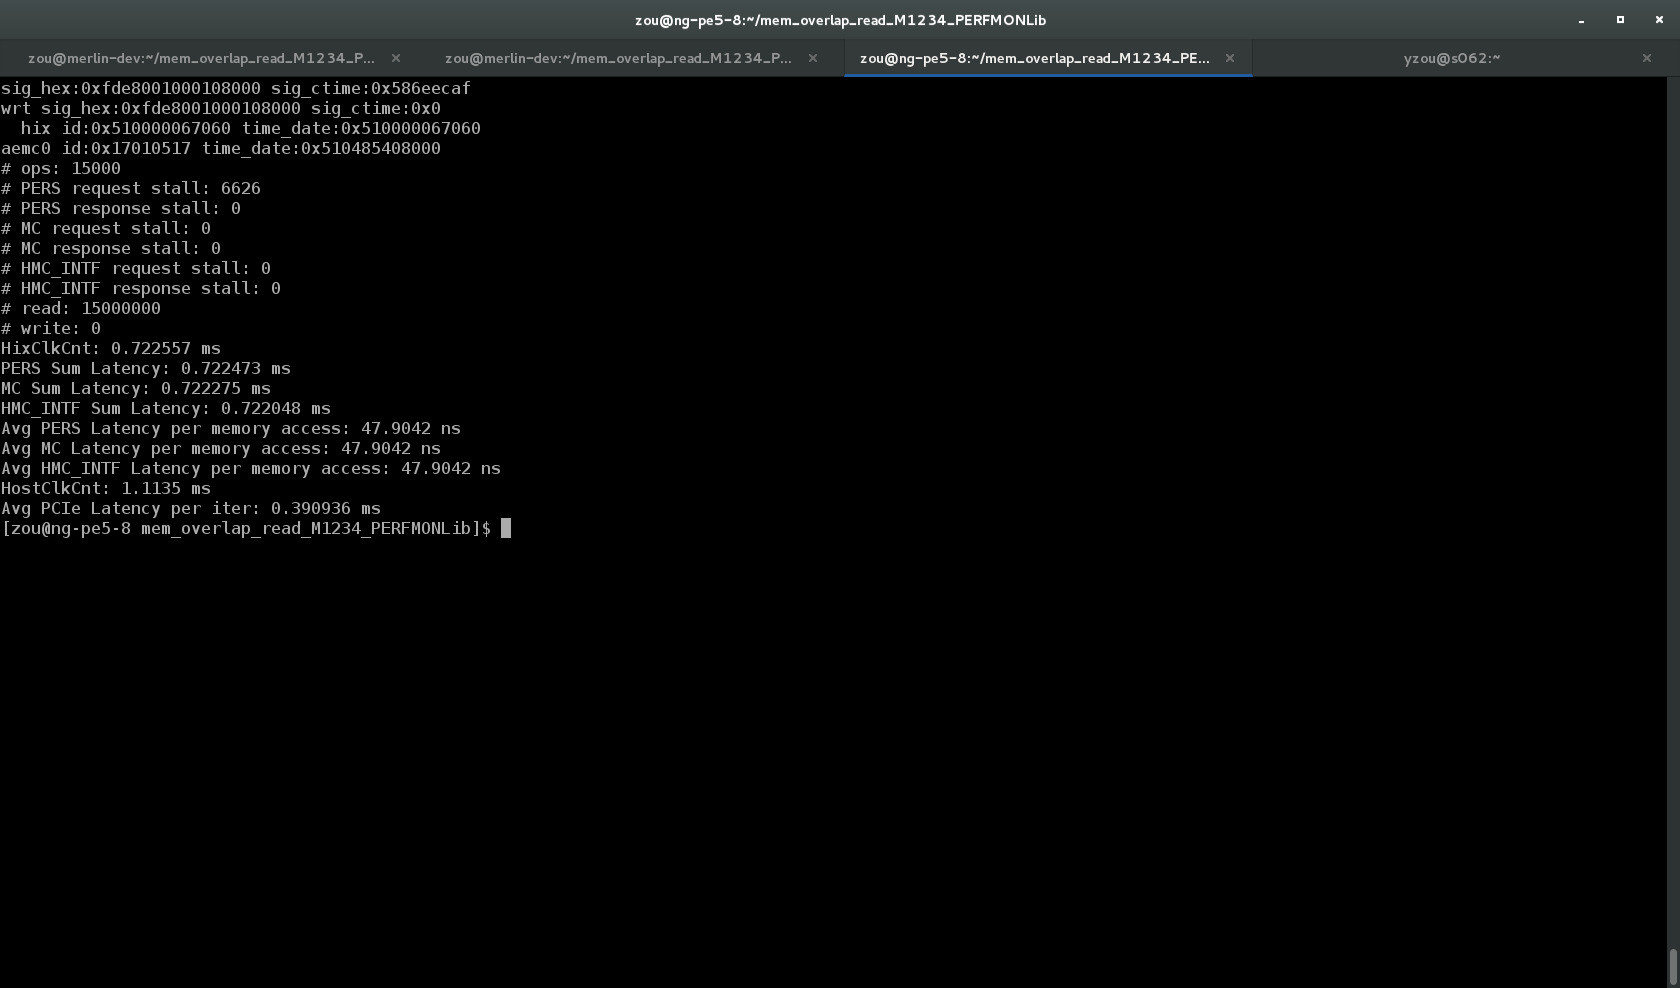 zou@ng-pe5-8:~/mem_overlap_read_M1234_PERFMONLib
zou@merlin-dev:~/mem_overlap_read_M1234_P...
zou@merlin-dev:~/mem_overlap_read_M1234_P...
zou@ng-pe5-8:~/mem_overlap_read_M1234_PE...
yzou@s062:~
sig_hex:0xfde8001000108000 sig_ctime:0x586eecaf
wrt sig_hex:0xfde8001000108000 sig_ctime:0x0
  hix id:0x510000067060 time_date:0x510000067060
aemc0 id:0x17010517 time_date:0x510485408000
# ops: 15000
# PERS request stall: 6626
# PERS response stall: 0
# MC request stall: 0
# MC response stall: 0
# HMC_INTF request stall: 0
# HMC_INTF response stall: 0
# read: 15000000
# write: 0
HixClkCnt: 0.722557 ms
PERS Sum Latency: 0.722473 ms
MC Sum Latency: 0.722275 ms
HMC_INTF Sum Latency: 0.722048 ms
Avg PERS Latency per memory access: 47.9042 ns
Avg MC Latency per memory access: 47.9042 ns
Avg HMC_INTF Latency per memory access: 47.9042 ns
HostClkCnt: 1.1135 ms
Avg PCIe Latency per iter: 0.390936 ms
[zou@ng-pe5-8 mem_overlap_read_M1234_PERFMONLib]$